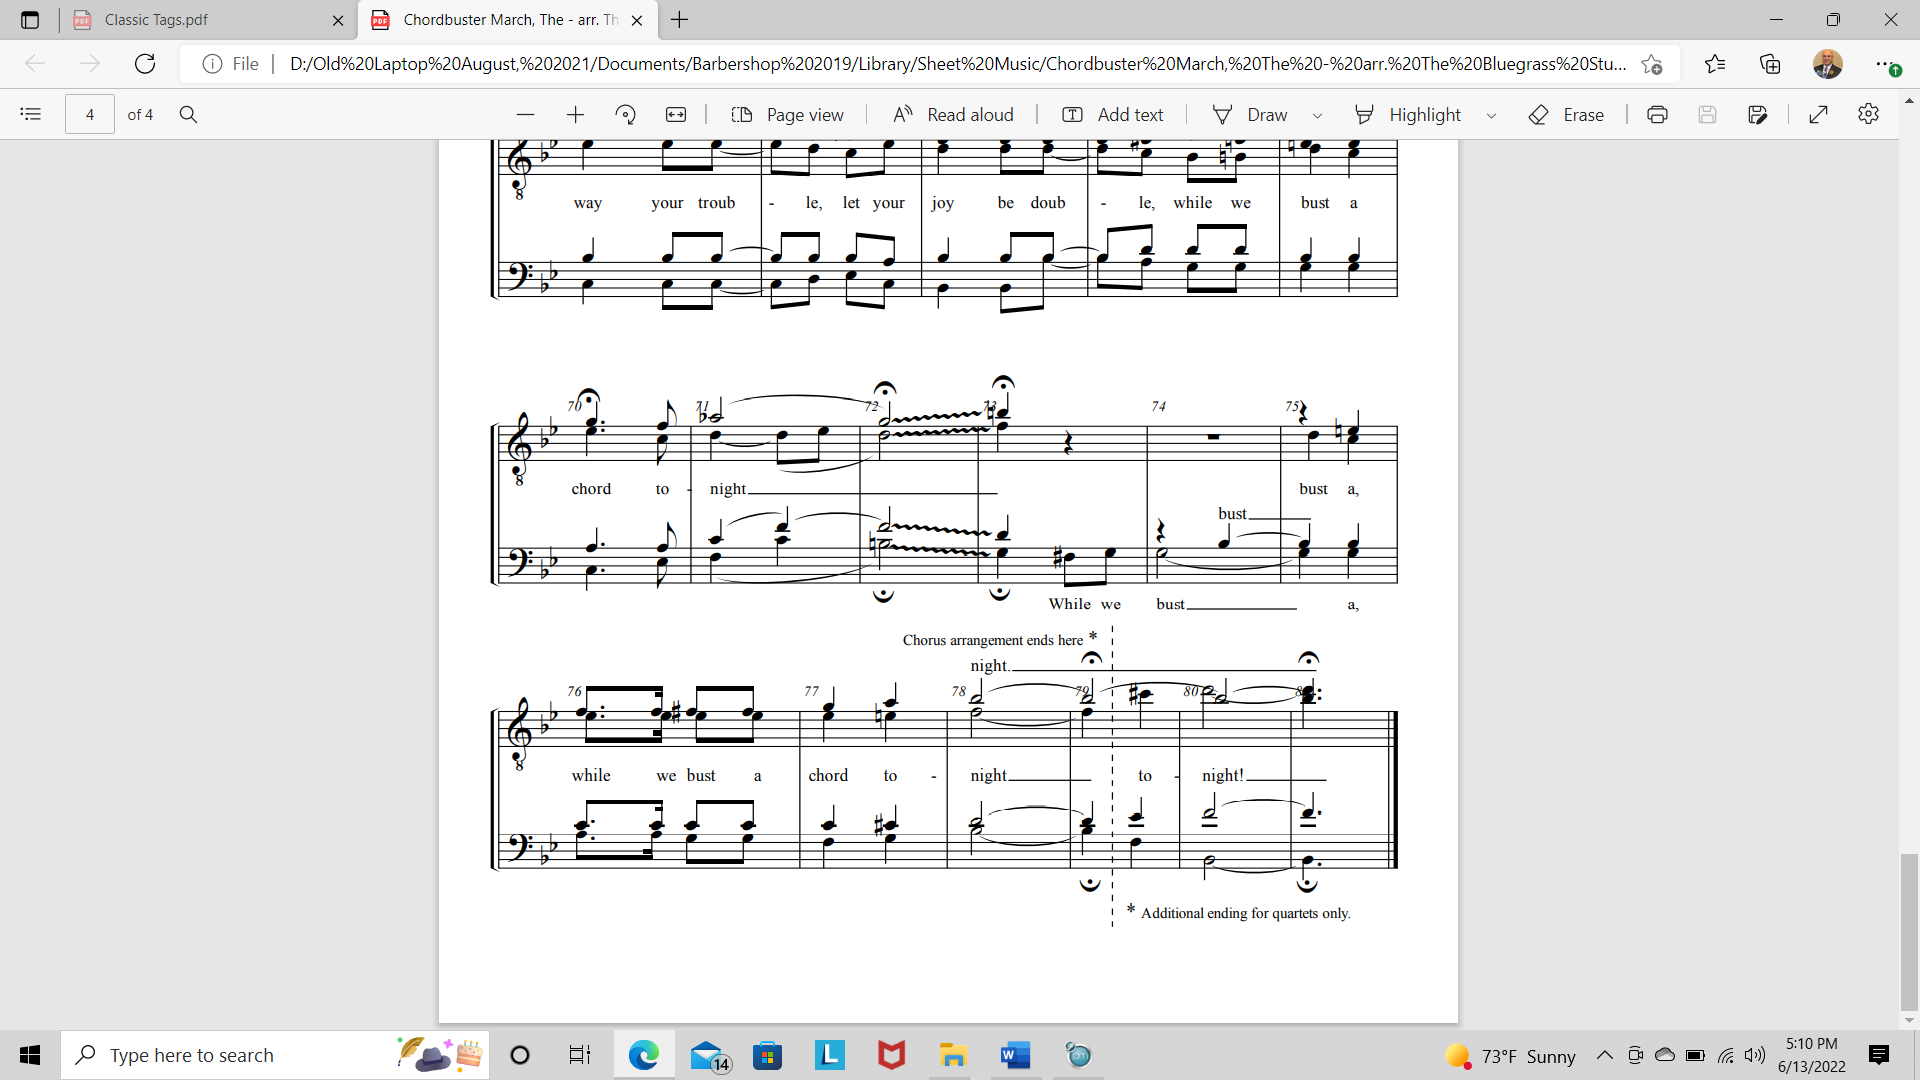 Classic Tags.pdf
Chordbuster March, The - arr. Th
File
D:/Old%20Laptop%20August,%202021/Documents/Barbershop%202019/Library/Sheet%20Music/Chordbuster%20March,%20The%20-%20arr.%20The%20Bluegrass%20Stu...
4 of 4
Page view
Read aloud
Add text
Draw
Highlight
Erase
8
way your troub - le, let your joy be doub - le, while we bust a
70 71 72 73 74 75
8
chord to - night bust a,
bust
While we bust a,
Chorus arrangement ends here *
night.
76 77 78 79 80
8
while we bust a chord to - night to - night!
* Additional ending for quartets only.
Type here to search
14
L
W
73°F Sunny
5:10 PM
6/13/2022